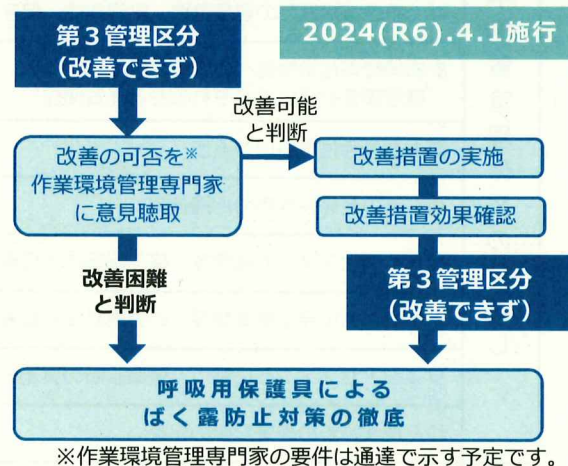 第３管理区分
（改善できず）
2024(R6).4.1施行
改善可能
と判断
改善の可否を※
作業環境管理専門家
に意見聴取
改善措置の実施
改善措置効果確認
改善困難
と判断
第３管理区分
（改善できず）
呼吸用保護具による
ばく露防止対策の徹底
※作業環境管理専門家の要件は通達で示す予定です。